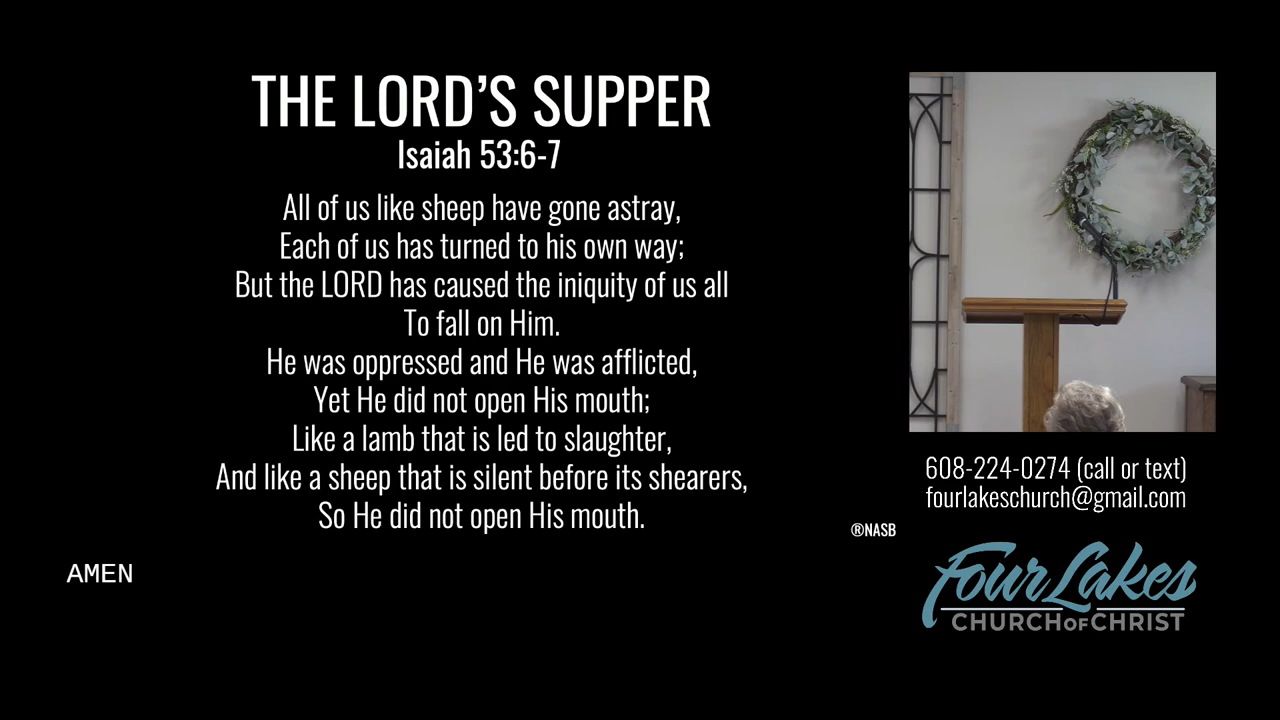 THE LORD’S SUPPER
Isaiah 53:6-7
All of us like sheep have gone astray,
Each of us has turned to his own way;
But the LORD has caused the iniquity of us all
To fall on Him.
He was oppressed and He was afflicted,
Yet He did not open His mouth;
Like a lamb that is led to slaughter,
And like a sheep that is silent before its shearers,
So He did not open His mouth.
®NASB
AMEN
608-224-0274 (call or text)
fourlakeschurch@gmail.com
Four Lakes
CHURCH OF CHRIST